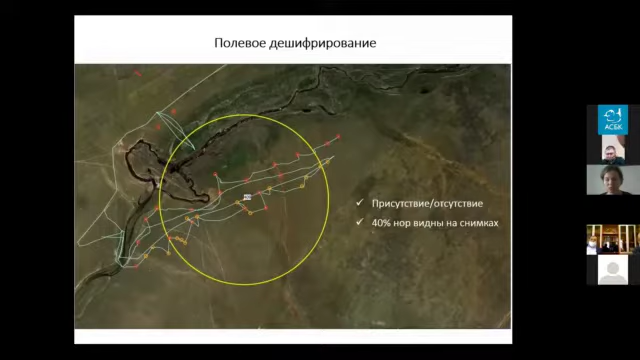 Полевое дешифрирование
✓ Присутствие/отсутствие
✓ 40% нор видны на снимках
АСБК